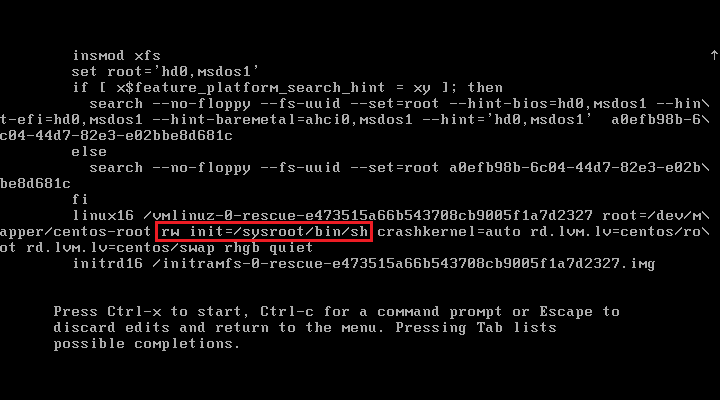 insmod xfs
set root='hd0,msdos1'
if [ x$feature_platform_search_hint = xy ]; then
search --no-floppy --fs-uuid --set=root --hint-bios=hd0,msdos1 --hin\
t-efi=hd0,msdos1 --hint-baremetal=ahci0,msdos1 --hint='hd0,msdos1'  a0efb98b-6\
c04-44d7-82e3-e02bbe8d681c
else
search --no-floppy --fs-uuid --set=root a0efb98b-6c04-44d7-82e3-e02b\
be8d681c
fi
linux16 /vmlinuz-0-rescue-e473515a66b543708cb9005f1a7d2327 root=/dev/m\
apper/centos-root rw init=/sysroot/bin/sh crashkernel=auto rd.lvm.lv=centos/ro\
ot rd.lvm.lv=centos/swap rhgb quiet
initrd16 /initramfs-0-rescue-e473515a66b543708cb9005f1a7d2327.img
Press Ctrl-x to start, Ctrl-c for a command prompt or Escape to
discard edits and return to the menu. Pressing Tab lists
possible completions.